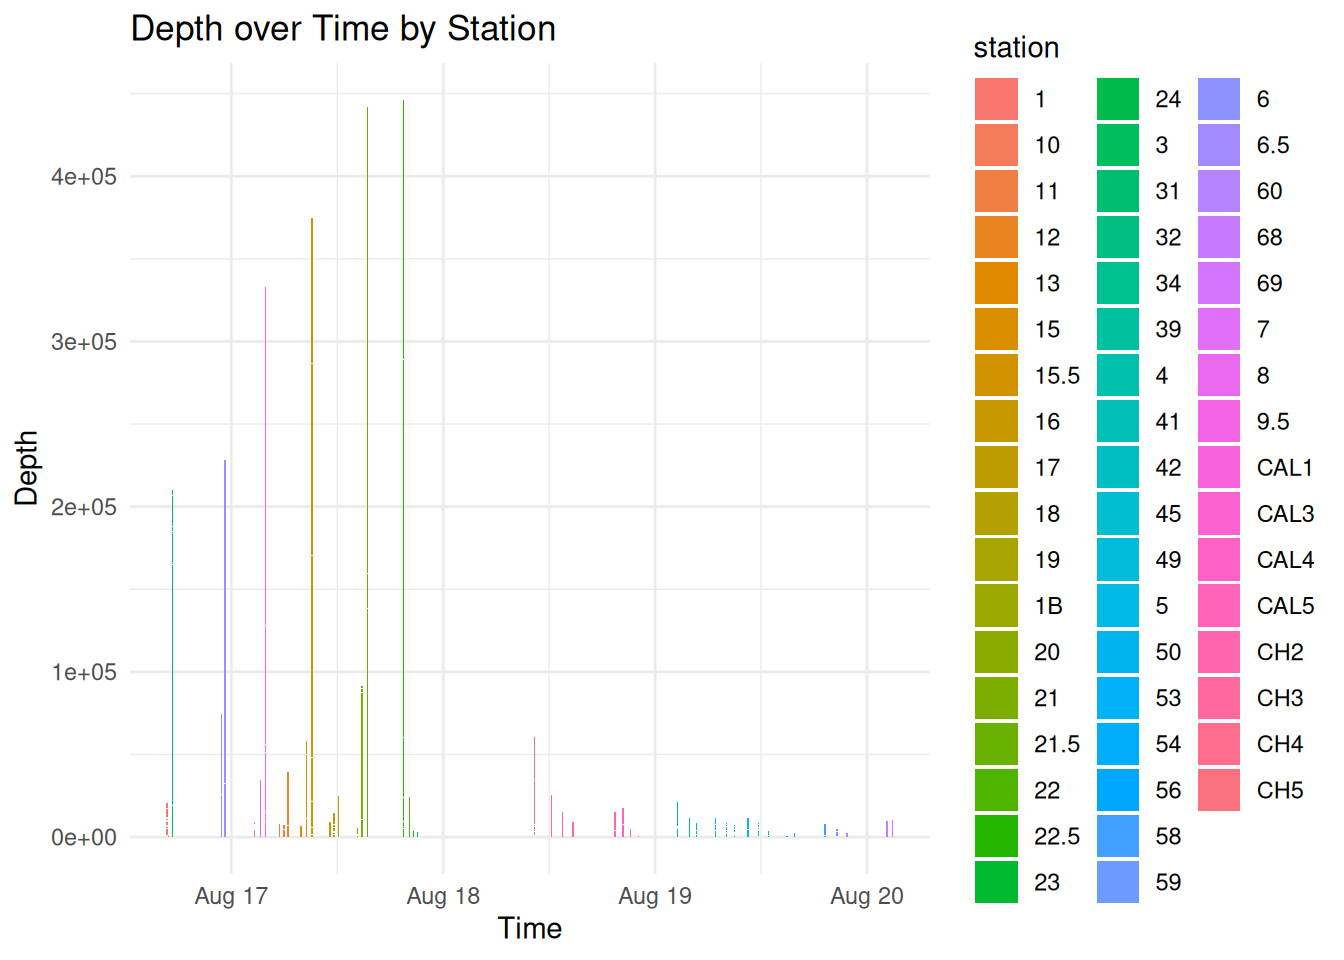 Depth over Time by Station
Depth
4e+05
3e+05
2e+05
1e+05
0e+00
Aug 17
Aug 18
Aug 19
Aug 20
Time
station
1
10
11
12
13
15
15.5
16
17
18
19
1B
20
21
21.5
22
22.5
23
24
3
31
32
34
39
4
41
42
45
49
5
50
53
54
56
58
59
6
6.5
60
68
69
7
8
9.5
CAL1
CAL3
CAL4
CAL5
CH2
CH3
CH4
CH5